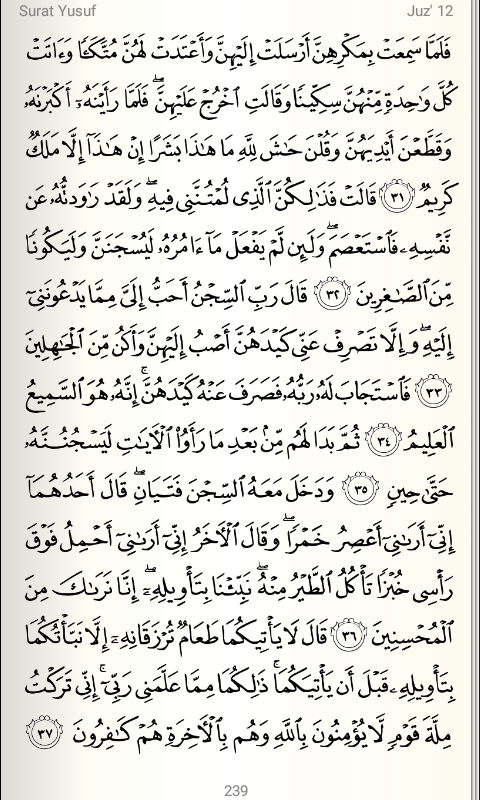 Surat Yusuf Juz' 12
فَلَمَّا سَمِعَتْ بِمَكْرِهِنَّ أَرْسَلَتْ إِلَيْهِنَّ وَأَعْتَدَتْ لَهُنَّ مُتَّكَـًٔا وَءَاتَتْ
كُلَّ وَٰحِدَةٍ مِّنْهُنَّ سِكِّينًا وَقَالَتِ ٱخْرُجْ عَلَيْهِنَّ ۖ فَلَمَّا رَأَيْنَهُۥٓ أَكْبَرْنَهُۥ
وَقَطَّعْنَ أَيْدِيَهُنَّ وَقُلْنَ حَـٰشَ لِلَّهِ مَا هَـٰذَا بَشَرًا إِنْ هَـٰذَآ إِلَّا مَلَكٌ
كَرِيمٌ ٣١ قَالَتْ فَذَٰلِكُنَّ ٱلَّذِى لُمْتُنَّنِى فِيهِ ۖ وَلَقَدْ رَٰوَدتُّهُۥ عَن
نَّفْسِهِۦ فَٱسْتَعْصَمَ ۖ وَلَئِن لَّمْ يَفْعَلْ مَآ ءَامُرُهُۥ لَيُسْجَنَنَّ وَلَيَكُونًا
مِّنَ ٱلصَّـٰغِرِينَ ٣٢ قَالَ رَبِّ ٱلسِّجْنُ أَحَبُّ إِلَىَّ مِمَّا يَدْعُونَنِىٓ
إِلَيْهِ ۖ وَإِلَّا تَصْرِفْ عَنِّى كَيْدَهُنَّ أَصْبُ إِلَيْهِنَّ وَأَكُن مِّنَ ٱلْجَـٰهِلِينَ
٣٣ فَٱسْتَجَابَ لَهُۥ رَبُّهُۥ فَصَرَفَ عَنْهُ كَيْدَهُنَّ ۚ إِنَّهُۥ هُوَ ٱلسَّمِيعُ
ٱلْعَلِيمُ ٣٤ ثُمَّ بَدَا لَهُم مِّنۢ بَعْدِ مَا رَأَوُا۟ ٱلْـَٔايَـٰتِ لَيَسْجُنُنَّهُۥ
حَتَّىٰ حِينٍ ٣٥ وَدَخَلَ مَعَهُ ٱلسِّجْنَ فَتَيَانِ ۖ قَالَ أَحَدُهُمَآ
إِنِّىٓ أَرَىٰنِىٓ أَعْصِرُ خَمْرًا ۖ وَقَالَ ٱلْـَٔاخَرُ إِنِّىٓ أَرَىٰنِىٓ أَحْمِلُ فَوْقَ
رَأْسِى خُبْزًا تَأْكُلُ ٱلطَّيْرُ مِنْهُ ۖ نَبِّئْنَا بِتَأْوِيلِهِۦٓ ۖ إِنَّا نَرَىٰكَ مِنَ
ٱلْمُحْسِنِينَ ٣٦ قَالَ لَا يَأْتِيكُمَا طَعَامٌ تُرْزَقَانِهِۦٓ إِلَّا نَبَّأْتُكُمَا
بِتَأْوِيلِهِۦ قَبْلَ أَن يَأْتِيَكُمَا ۚ ذَٰلِكُمَا مِمَّا عَلَّمَنِى رَبِّىٓ ۚ إِنِّى تَرَكْتُ
مِلَّةَ قَوْمٍ لَّا يُؤْمِنُونَ بِٱللَّهِ وَهُم بِٱلْـَٔاخِرَةِ هُمْ كَـٰفِرُونَ ٣٧
239